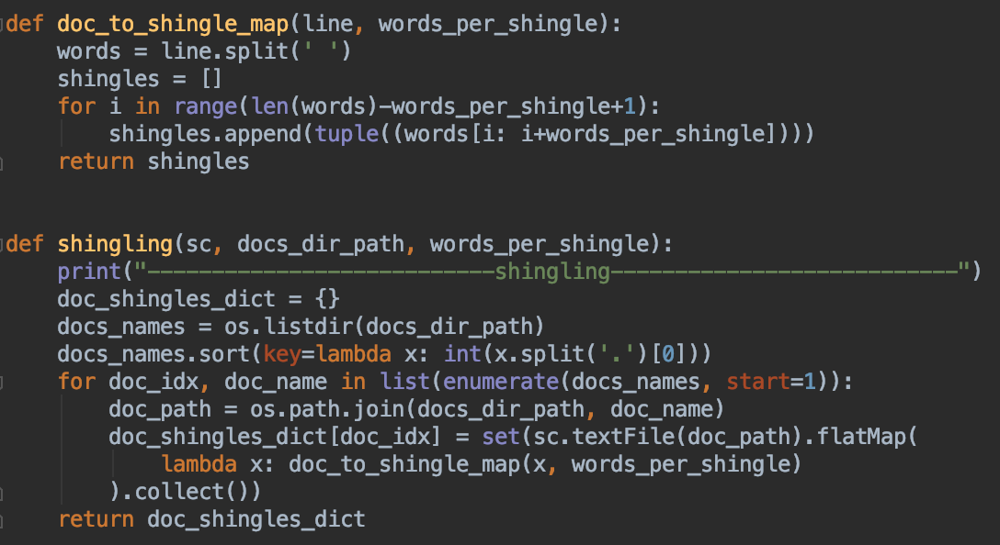 def doc_to_shingle_map(line, words_per_shingle):
    words = line.split(' ')
    shingles = []
    for i in range(len(words)-words_per_shingle+1):
        shingles.append(tuple((words[i: i+words_per_shingle])))
    return shingles
def shingling(sc, docs_dir_path, words_per_shingle):
    print("---------------------------shingling---------------------------")
    doc_shingles_dict = {}
    docs_names = os.listdir(docs_dir_path)
    docs_names.sort(key=lambda x: int(x.split('.')[0]))
    for doc_idx, doc_name in list(enumerate(docs_names, start=1)):
        doc_path = os.path.join(docs_dir_path, doc_name)
        doc_shingles_dict[doc_idx] = set(sc.textFile(doc_path).flatMap(
            lambda x: doc_to_shingle_map(x, words_per_shingle)
        ).collect())
    return doc_shingles_dict